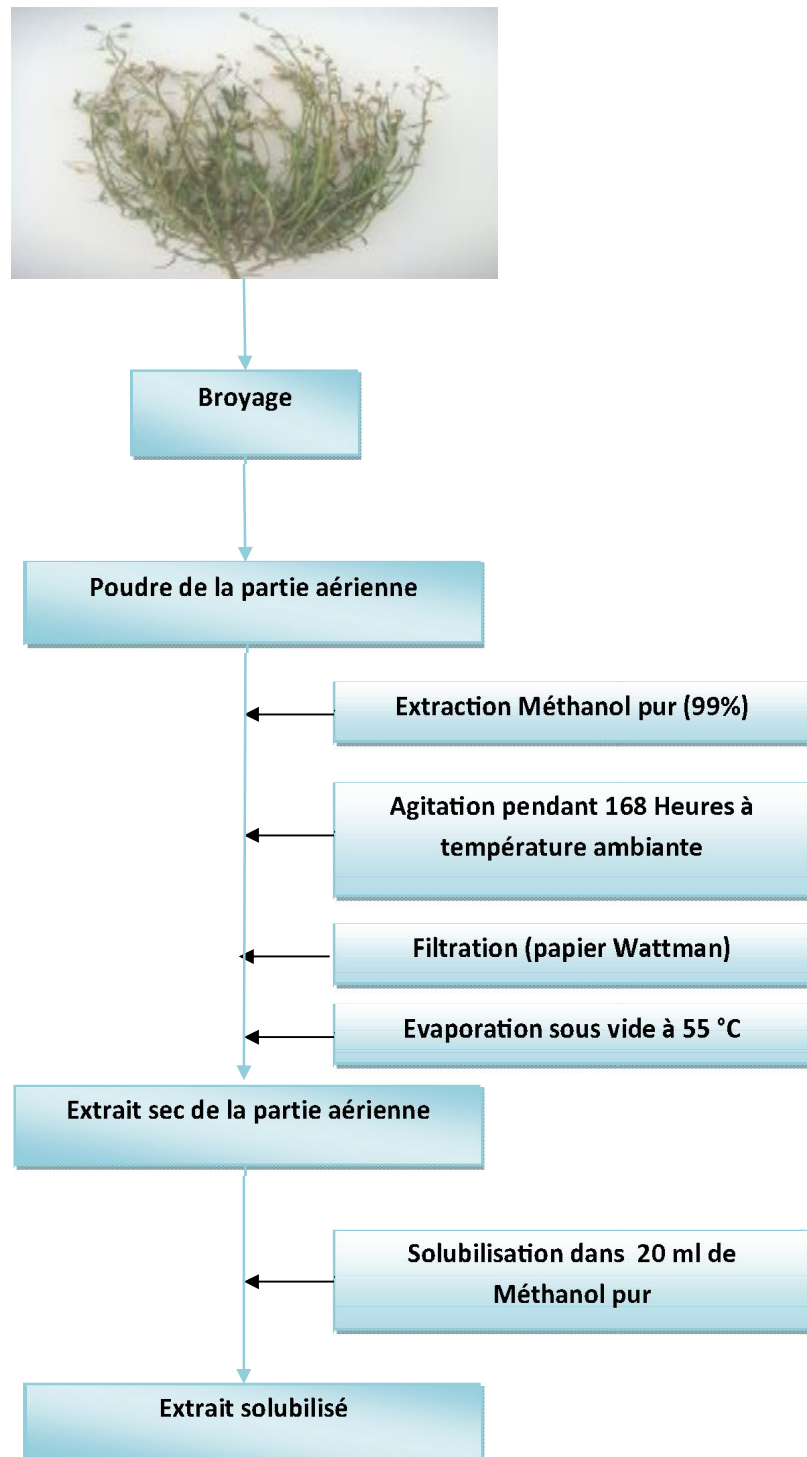 Broyage
Poudre de la partie aérienne
Extraction Méthanol pur (99%)
Agitation pendant 168 Heures à
température ambiante
Filtration (papier Wattman)
Evaporation sous vide à 55 °C
Extrait sec de la partie aérienne
Solubilisation dans 20 ml de
Méthanol pur
Extrait solubilisé